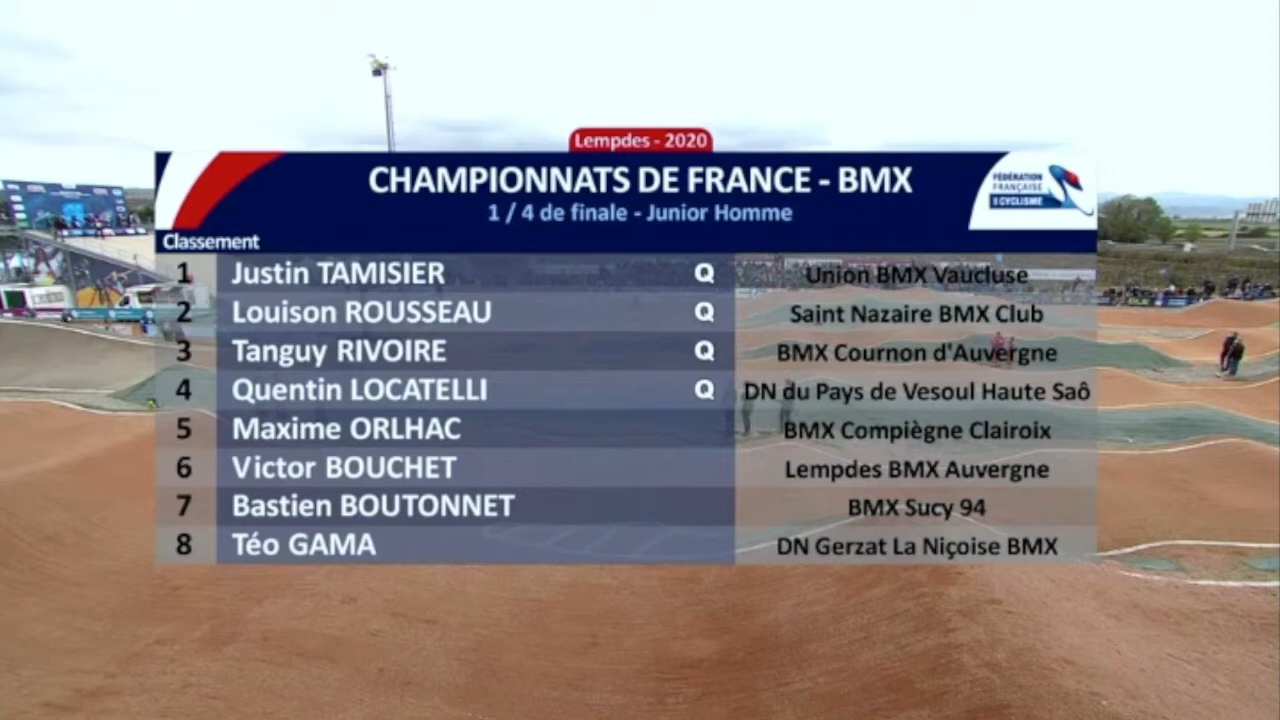 Lempdes - 2020
CHAMPIONNATS DE FRANCE - BMX
1 / 4 de finale - Junior Homme
FÉDÉRATION
FRANÇAISE
DE CYCLISME
Classement
1 Justin TAMISIER Q Union BMX Vaucluse
2 Louison ROUSSEAU Q Saint Nazaire BMX Club
3 Tanguy RIVOIRE Q BMX Cournon d'Auvergne
4 Quentin LOCATELLI Q DN du Pays de Vesoul Haute Saô
5 Maxime ORLHAC BMX Compiègne Clairoix
6 Victor BOUCHET Lempdes BMX Auvergne
7 Bastien BOUTONNET BMX Sucy 94
8 Téo GAMA DN Gerzat La Niçoise BMX